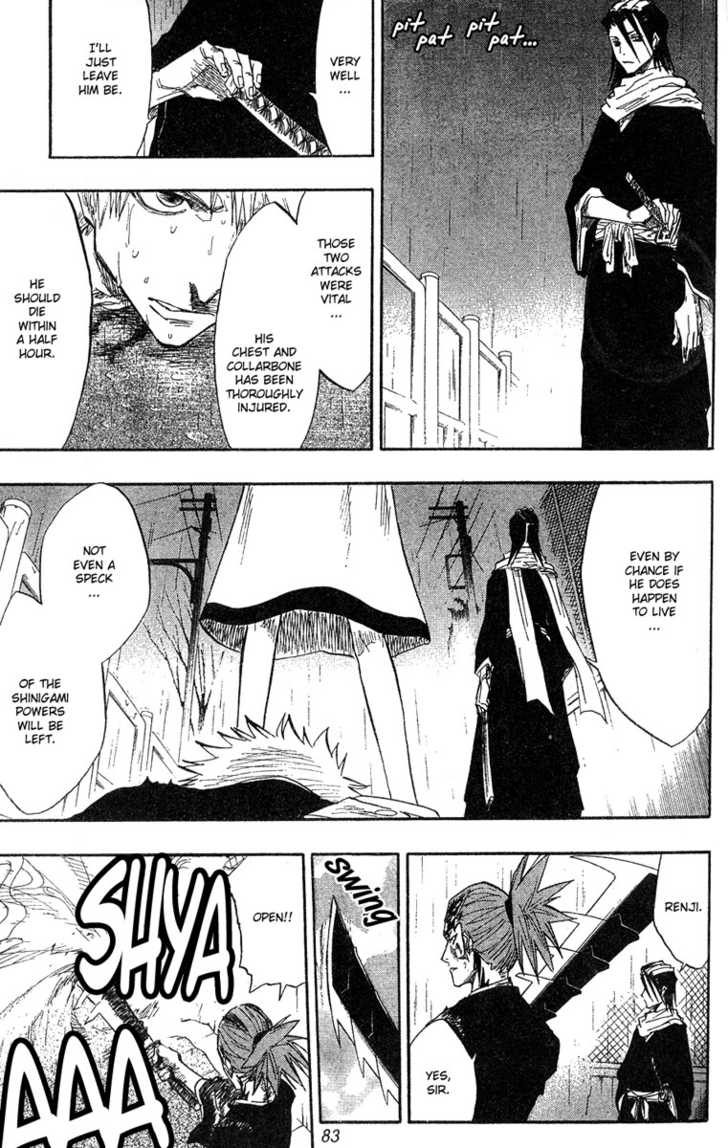 pit
pat
pit
pat...
VERY
WELL
...
I'LL
JUST
LEAVE
HIM BE.
THOSE
TWO
ATTACKS
WERE
VITAL
...
HIS
CHEST AND
COLLARBONE
HAS BEEN
THOROUGHLY
INJURED.
HE
SHOULD
DIE
WITHIN
A HALF
HOUR.
EVEN BY
CHANCE IF
HE DOES
HAPPEN
TO LIVE
...
NOT
EVEN A
SPECK
...
OF THE
SHINIGAMI
POWERS
WILL BE
LEFT.
RENJI.
YES,
SIR.
swing
OPEN!!
SHYA
AAA
83